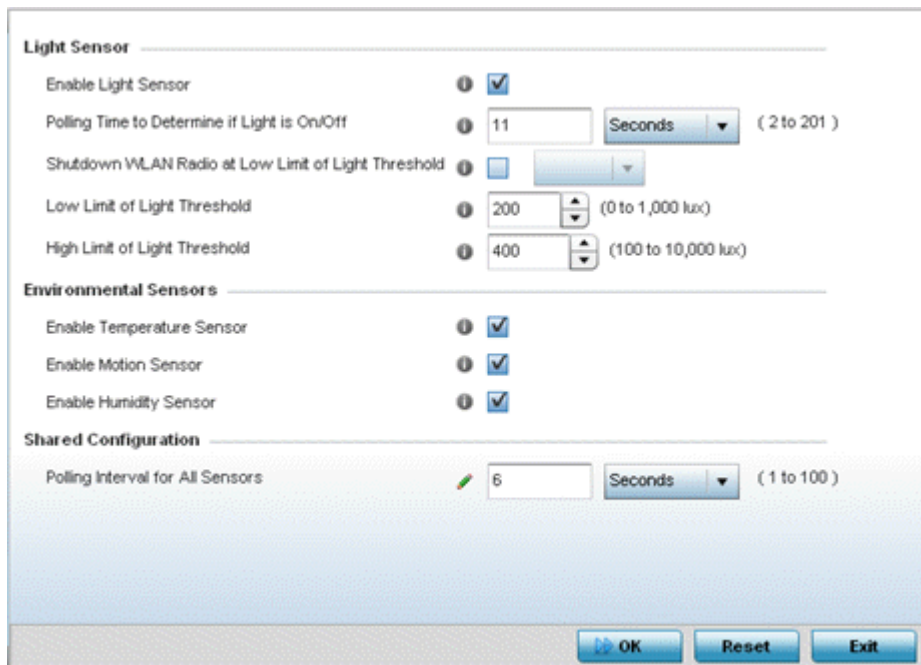 Light Sensor
Enable Light Sensor
Polling Time to Determine if Light is On/Off 11 Seconds ( 2 to 201 )
Shutdown WLAN Radio at Low Limit of Light Threshold
Low Limit of Light Threshold 200 (0 to 1,000 lux)
High Limit of Light Threshold 400 (100 to 10,000 lux)
Environmental Sensors
Enable Temperature Sensor
Enable Motion Sensor
Enable Humidity Sensor
Shared Configuration
Polling Interval for All Sensors 6 Seconds ( 1 to 100 )
OK Reset Exit